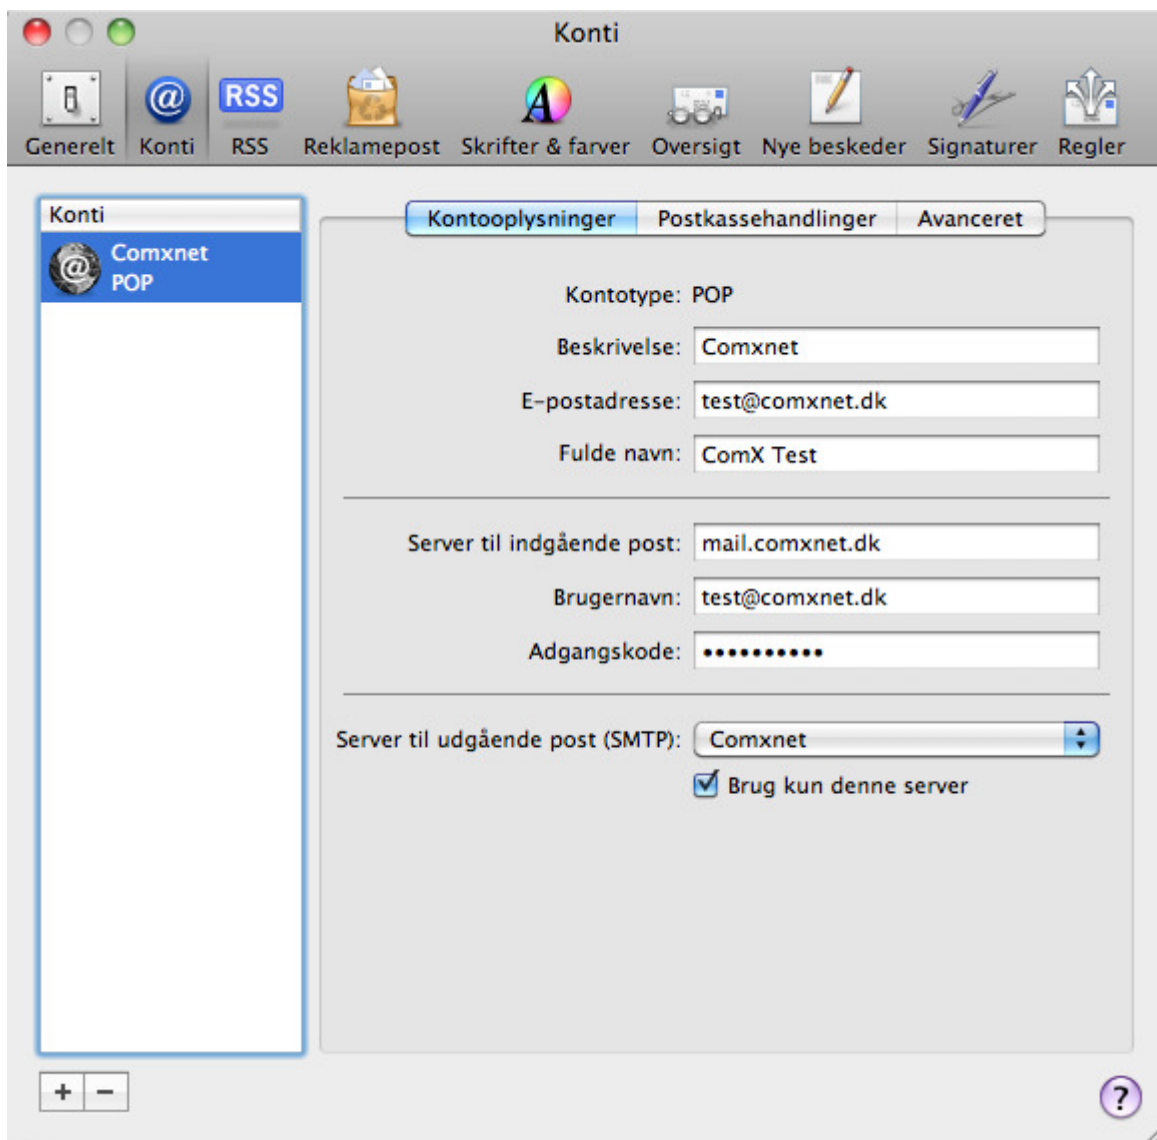 Konti
RSS
Generelt Konti RSS Reklamepost Skrifter & farver Oversigt Nye beskeder Signaturer Regler
Konti
Comxnet
POP
Kontooplysninger Postkassehandlinger Avanceret
Kontotype: POP
Beskrivelse: Comxnet
E-postadresse: test@comxnet.dk
Fulde navn: ComX Test
Server til indgående post: mail.comxnet.dk
Brugernavn: test@comxnet.dk
Adgangskode: ••••••••••
Server til udgående post (SMTP): Comxnet
Brug kun denne server
+ −
?